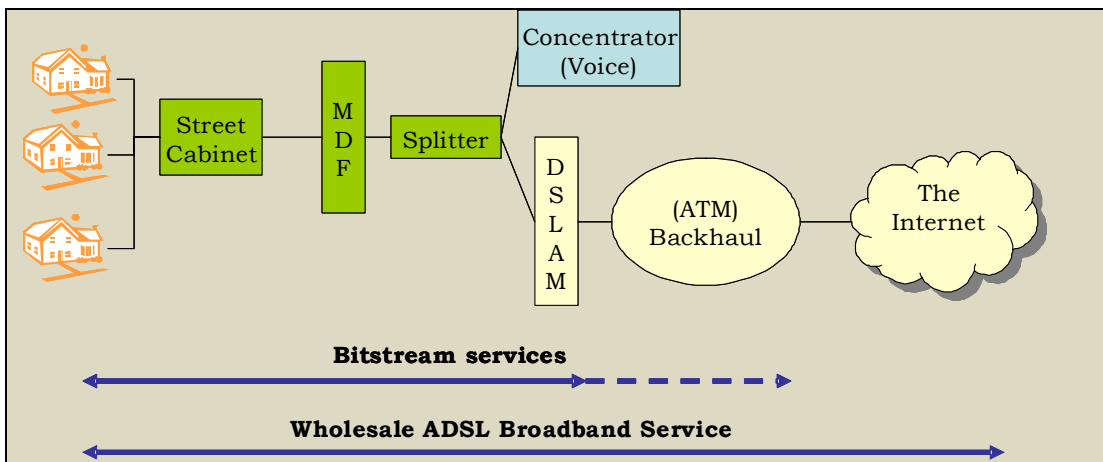 Concentrator
(Voice)
Street
Cabinet
M
D
F
Splitter
D
S
L
A
M
(ATM)
Backhaul
The
Internet
Bitstream services
Wholesale ADSL Broadband Service